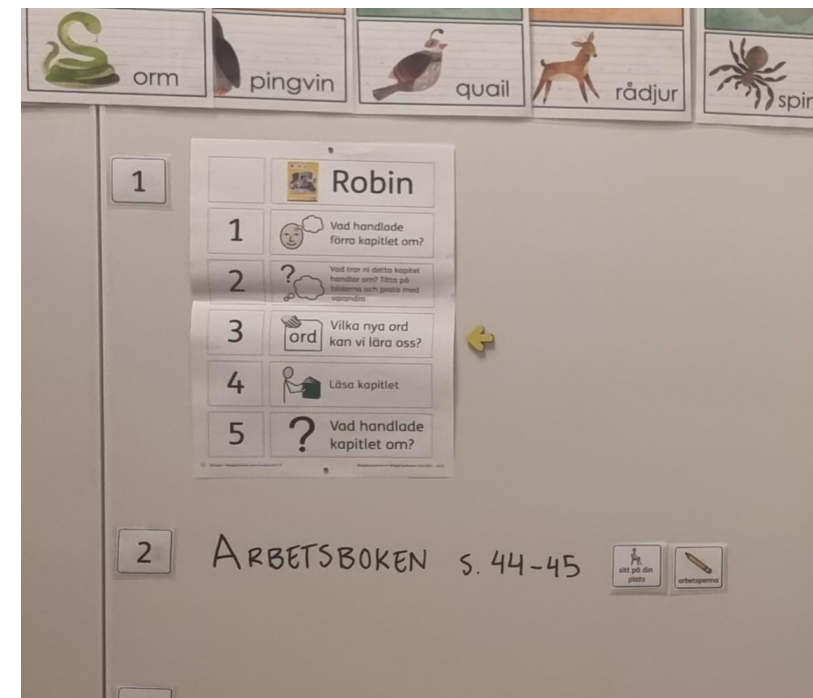 orm
pingvin
quail
rådjur
1
Robin
1
Vad handlade
förra kapitlet om?
2
?
Vad tror ni detta kapitel
handlar om? Titta på
bilderna och prata med
varandra
3
ord
Vilka nya ord
kan vi lära oss?
4
Läsa kapitlet
5
?
Vad handlade
kapitlet om?
2
ARBETSBOKEN s. 44-45
sitt på din
plats
arbetspenna